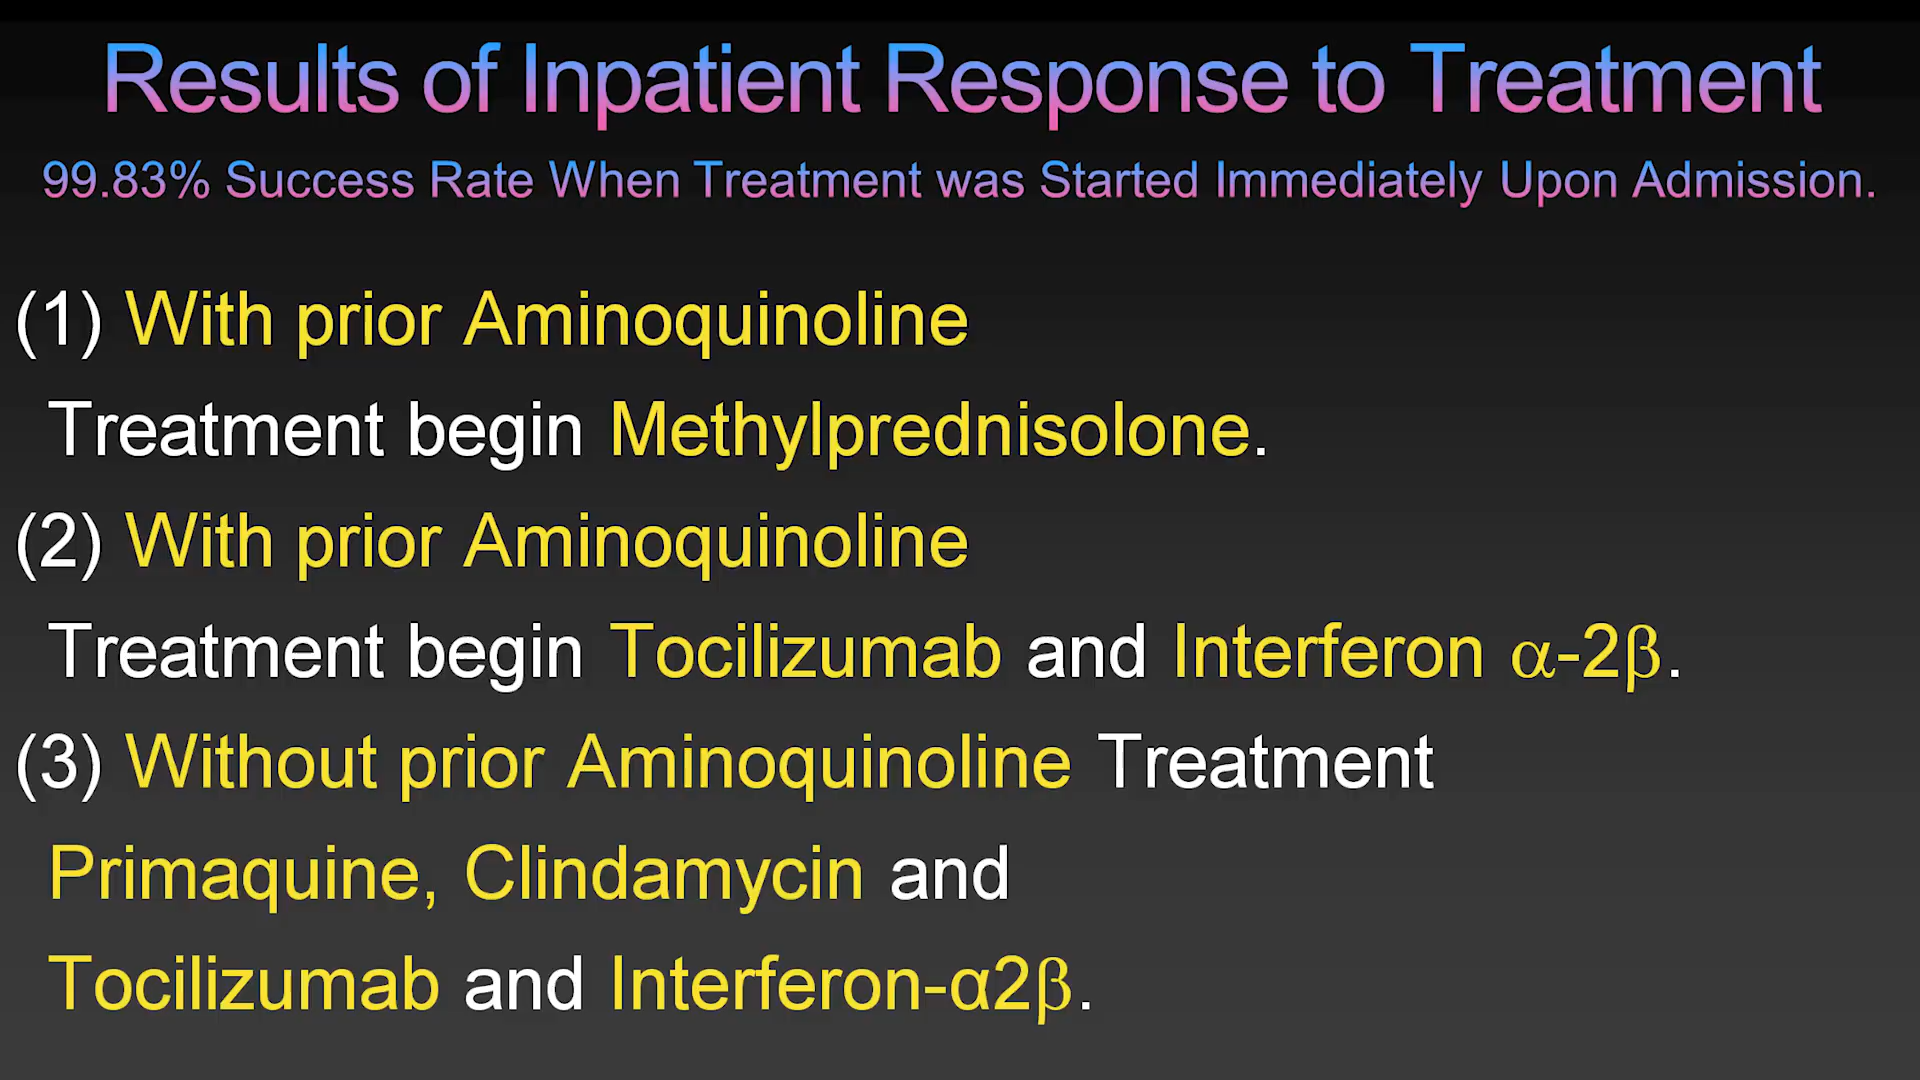 Results of Inpatient Response to Treatment
99.83% Success Rate When Treatment was Started Immediately Upon Admission.
(1) With prior Aminoquinoline
Treatment begin Methylprednisolone.
(2) With prior Aminoquinoline
Treatment begin Tocilizumab and Interferon α-2β.
(3) Without prior Aminoquinoline Treatment
Primaquine, Clindamycin and
Tocilizumab and Interferon-α2β.